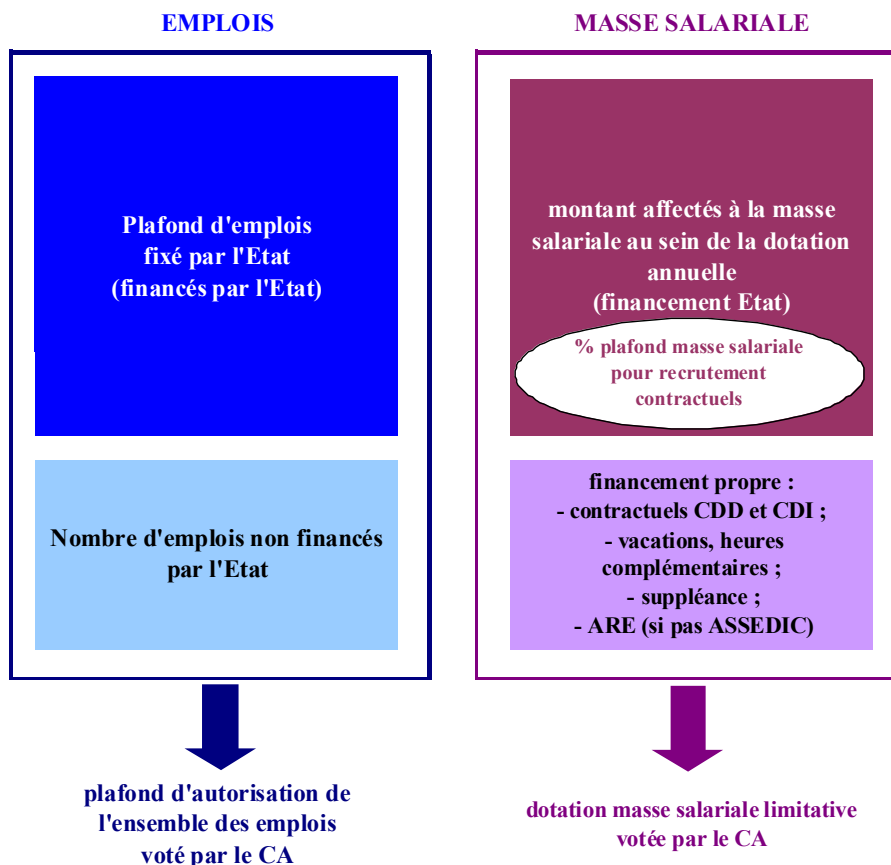 EMPLOIS
Plafond d'emplois
fixé par l'Etat
(financés par l'Etat)
Nombre d'emplois non financés
par l'Etat
plafond d'autorisation de
l'ensemble des emplois
voté par le CA
MASSE SALARIALE
montant affectés à la masse
salariale au sein de la dotation
annuelle
(financement Etat)
% plafond masse salariale
pour recrutement
contractuels
financement propre :
- contractuels CDD et CDI ;
- vacations, heures
complémentaires ;
- suppléance ;
- ARE (si pas ASSEDIC)
dotation masse salariale limitative
votée par le CA